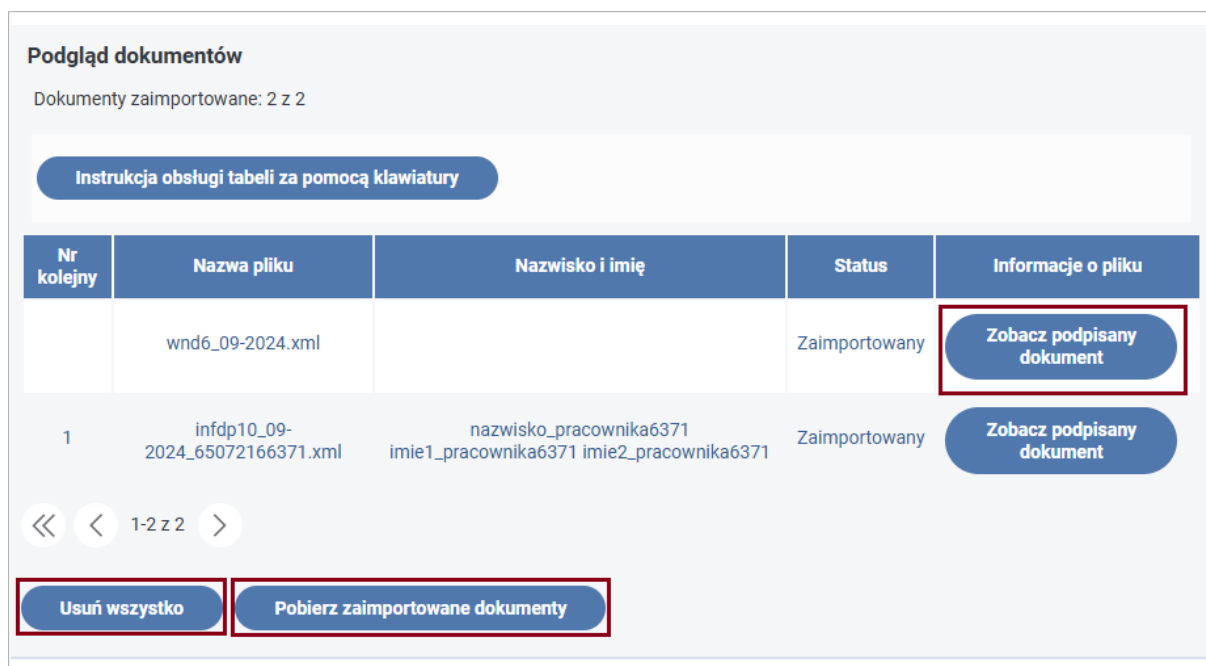 Podgląd dokumentów
Dokumenty zaimportowane: 2 z 2
Instrukcja obsługi tabeli za pomocą klawiatury
Nr kolejny Nazwa pliku Nazwisko i imię Status Informacje o pliku
wnd6_09-2024.xml Zaimportowany Zobacz podpisany dokument
1 infdp10_09-2024_65072166371.xml nazwisko_pracownika6371 imie1_pracownika6371 imie2_pracownika6371 Zaimportowany Zobacz podpisany dokument
1-2 z 2
Usuń wszystko Pobierz zaimportowane dokumenty